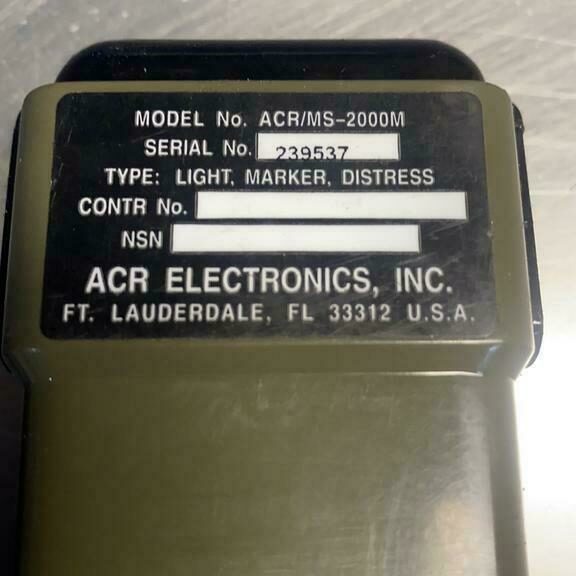 MODEL No. ACR/MS-2000M
SERIAL No. 239537
TYPE: LIGHT, MARKER, DISTRESS
CONTR No.
NSN
ACR ELECTRONICS, INC.
FT. LAUDERDALE, FL 33312 U.S.A.